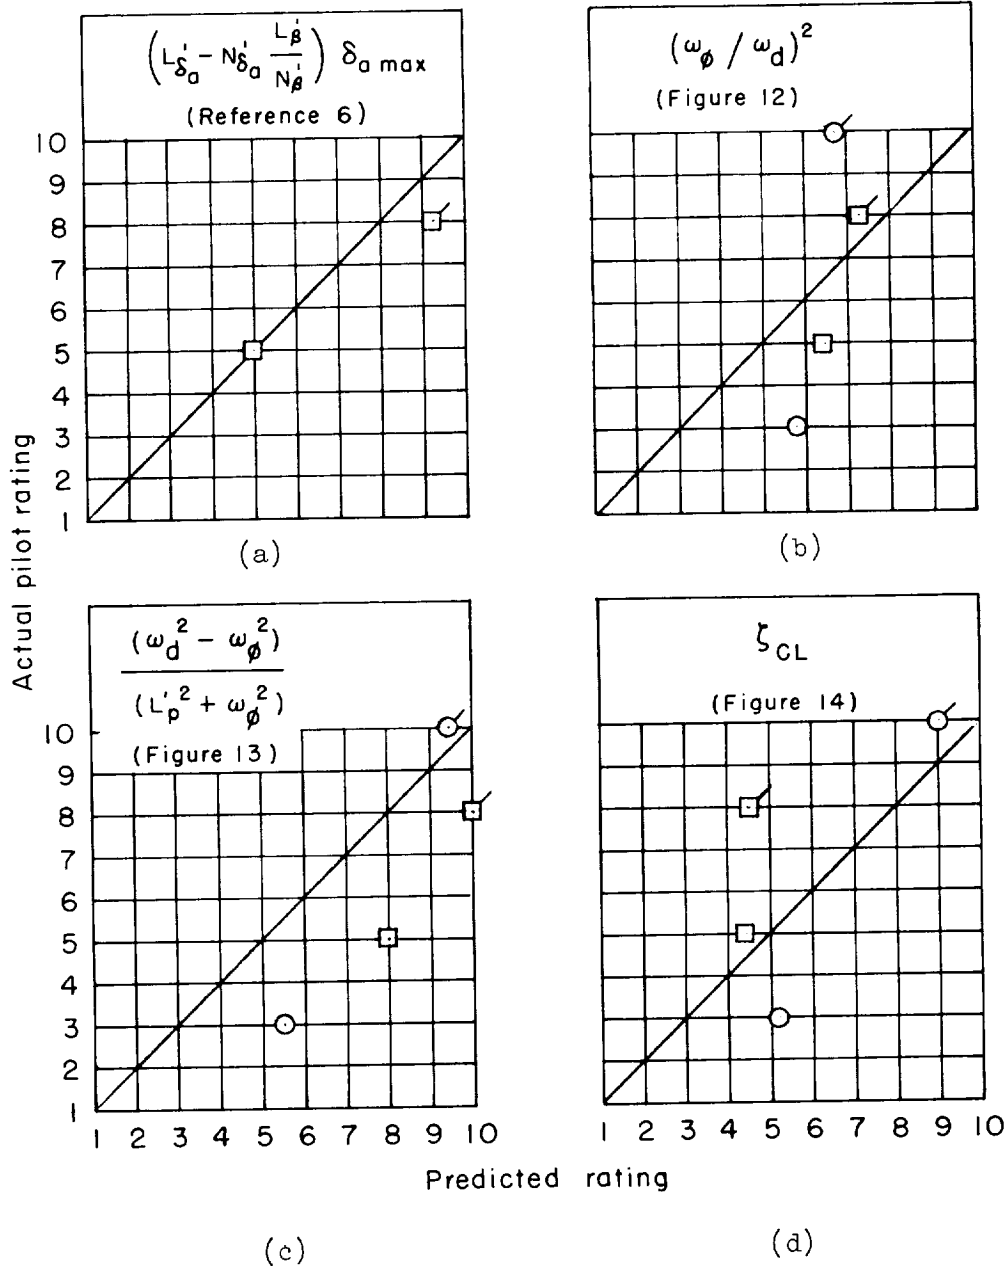 (L'δa – N'δa L'β / N'β) δa max
(Reference 6)
10
9
8
7
6
5
4
3
2
1
(a)
(ωφ / ωd)²
(Figure 12)
(b)
Actual pilot rating
(ωd² – ωφ²)
(L'p² + ωφ²)
(Figure 13)
10
9
8
7
6
5
4
3
2
1
1 2 3 4 5 6 7 8 9 10
(c)
ζCL
(Figure 14)
1 2 3 4 5 6 7 8 9 10
Predicted rating
(d)